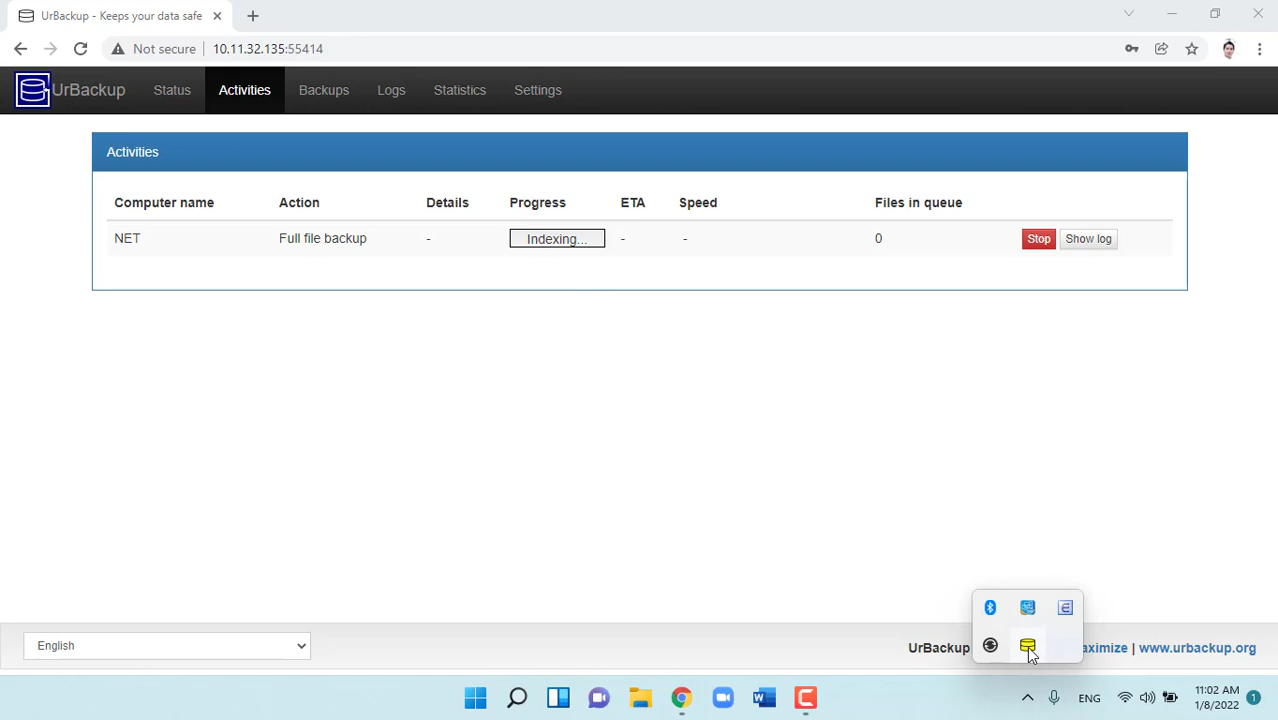 UrBackup - Keeps your data safe
Not secure
10.11.32.135:55414
UrBackup
Status
Activities
Backups
Logs
Statistics
Settings
Activities
Computer name
Action
Details
Progress
ETA
Speed
Files in queue
NET
Full file backup
-
Indexing...
-
-
0
Stop
Show log
English
UrBackup
aximize | www.urbackup.org
ENG
11:02 AM
1/8/2022
1